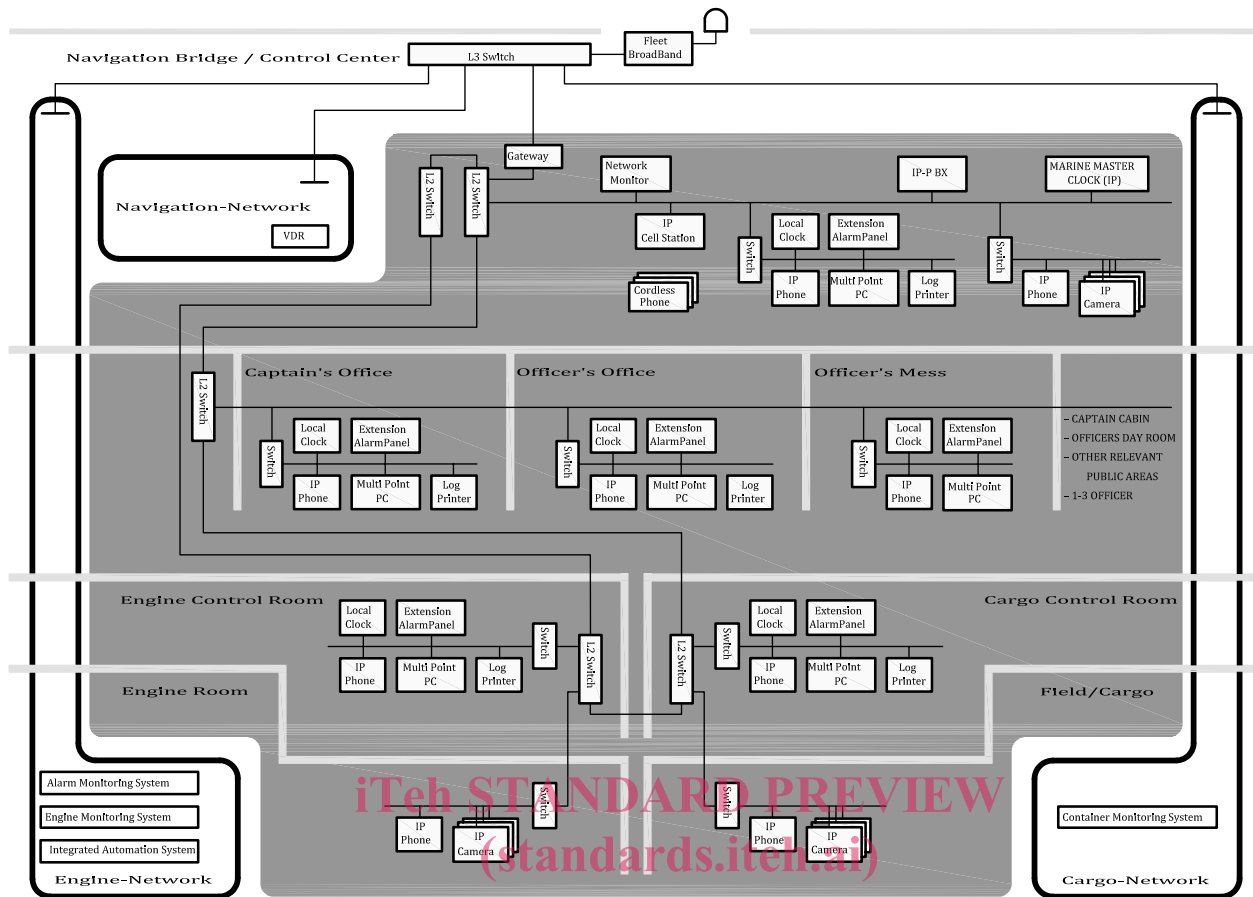 Fleet
BroadBand
Navigation Bridge / Control Center
L3 Switch
Gateway
L2 Switch
L2 Switch
Network
Monitor
IP-P BX
MARINE MASTER
CLOCK (IP)
Navigation-Network
VDR
IP
Cell Station
Switch
Local
Clock
Extension
AlarmPanel
Switch
Cordless
Phone
IP
Phone
Multi Point
PC
Log
Printer
IP
Phone
IP
Camera
L2 Switch
Captain's Office
Officer's Office
Officer's Mess
Switch
Local
Clock
Extension
AlarmPanel
IP
Phone
Multi Point
PC
Log
Printer
Switch
Local
Clock
Extension
AlarmPanel
IP
Phone
Multi Point
PC
Log
Printer
Switch
Local
Clock
Extension
AlarmPanel
IP
Phone
Multi Point
PC
– CAPTAIN CABIN
– OFFICERS DAY ROOM
– OTHER RELEVANT
PUBLIC AREAS
– 1-3 OFFICER
Engine Control Room
Local
Clock
Extension
AlarmPanel
Switch
L2 Switch
IP
Phone
Multi Point
PC
Log
Printer
Cargo Control Room
L2 Switch
Switch
Local
Clock
Extension
AlarmPanel
IP
Phone
Multi Point
PC
Log
Printer
Engine Room
Field/Cargo
Alarm Monitoring System
Engine Monitoring System
Integrated Automation System
Engine-Network
IP
Phone
IP
Camera
Switch
Switch
IP
Phone
IP
Camera
Container Monitoring System
Cargo-Network
iTeh STANDARD PREVIEW
(standards.iteh.ai)